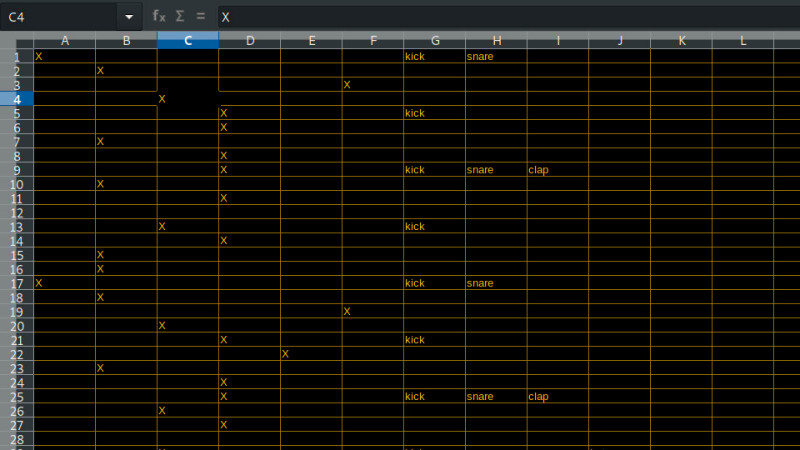 C4 fx Σ = X
A B C D E F G H I J K L
1 X kick snare
2 X
3 X
4 X
5 X kick
6 X
7 X
8 X
9 X kick snare clap
10 X
11 X
12
13 X kick
14 X
15 X
16 X
17 X kick snare
18 X
19 X
20 X
21 X kick
22 X
23 X
24 X
25 X kick snare clap
26 X
27 X
28